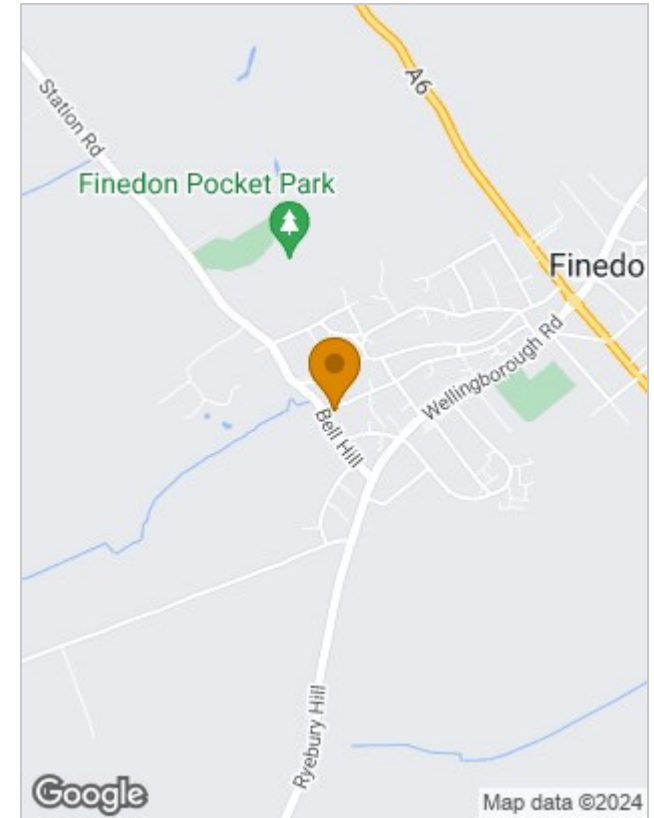 A6
Station Rd
Finedon Pocket Park
Finedo
Wellingborough Rd
Bell Hill
Ryebury Hill
Google
Map data ©2024